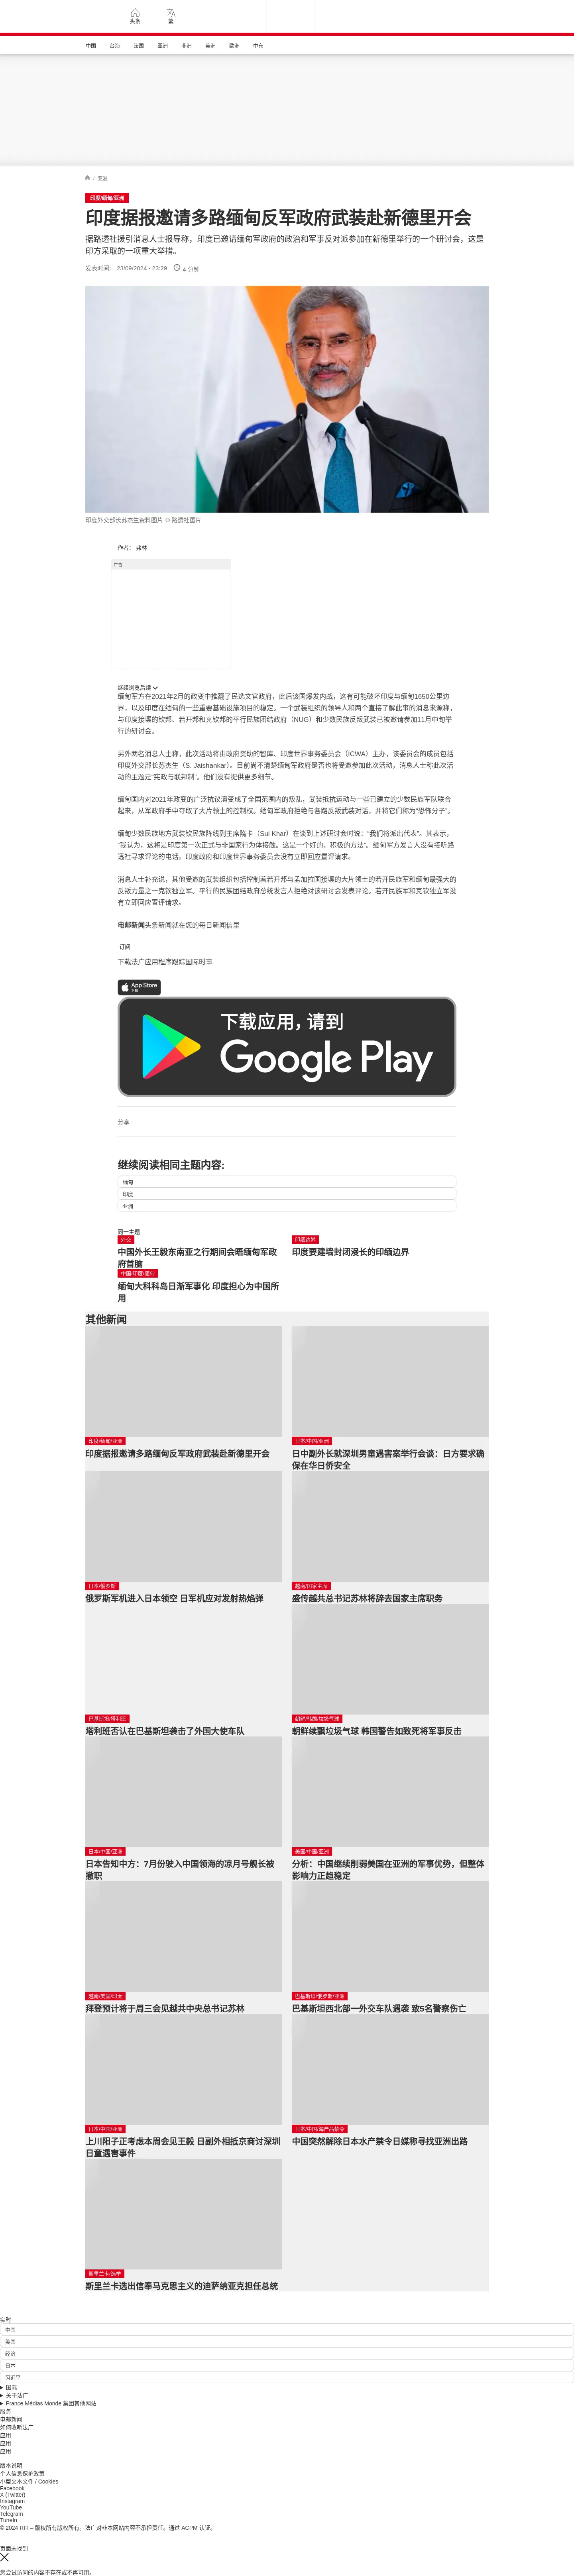 头条
繁
中国
台海
法国
亚洲
非洲
美洲
欧洲
中东
/ 亚洲
印度/缅甸/亚洲
印度据报邀请多路缅甸反军政府武装赴新德里开会
据路透社援引消息人士报导称，印度已邀请缅甸军政府的政治和军事反对派参加在新德里举行的一个研讨会，这是
印方采取的一项重大举措。
发表时间： 23/09/2024 - 23:29
4 分钟
印度外交部长苏杰生资料图片 © 路透社图片
作者： 弗林
广告
继续浏览后续
缅甸军方在2021年2月的政变中推翻了民选文官政府，此后该国爆发内战，这有可能破坏印度与缅甸1650公里边
界，以及印度在缅甸的一些重要基础设施项目的稳定。一个武装组织的领导人和两个直接了解此事的消息来源称，
与印度接壤的钦邦、若开邦和克钦邦的平行民族团结政府（NUG）和少数民族反叛武装已被邀请参加11月中旬举
行的研讨会。
另外两名消息人士称，此次活动将由政府资助的智库、印度世界事务委员会（ICWA）主办，该委员会的成员包括
印度外交部长苏杰生（S. Jaishankar）。目前尚不清楚缅甸军政府是否也将受邀参加此次活动，消息人士称此次活
动的主题是“宪政与联邦制”。他们没有提供更多细节。
缅甸国内对2021年政变的广泛抗议演变成了全国范围内的叛乱，武装抵抗运动与一些已建立的少数民族军队联合
起来，从军政府手中夺取了大片领土的控制权。缅甸军政府拒绝与各路反叛武装对话，并将它们称为“恐怖分子”。
缅甸少数民族地方武装钦民族阵线副主席隋卡（Sui Khar）在谈到上述研讨会时说：“我们将派出代表”。其表示，
“我认为，这将是印度第一次正式与非国家行为体接触。这是一个好的、积极的方法”。缅甸军方发言人没有接听路
透社寻求评论的电话。印度政府和印度世界事务委员会没有立即回应置评请求。
消息人士补充说，其他受邀的武装组织包括控制着若开邦与孟加拉国接壤的大片领土的若开民族军和缅甸最强大的
反叛力量之一克钦独立军。平行的民族团结政府总统发言人拒绝对该研讨会发表评论。若开民族军和克钦独立军没
有立即回应置评请求。
电邮新闻头条新闻就在您的每日新闻信里
订阅
下载法广应用程序跟踪国际时事
App Store
下载
下载应用，请到
Google Play
分享 :
继续阅读相同主题内容:
缅甸
印度
亚洲
同一主题
外交
中国外长王毅东南亚之行期间会晤缅甸军政
府首脑
印缅边界
印度要建墙封闭漫长的印缅边界
中国/印度/缅甸
缅甸大科科岛日渐军事化 印度担心为中国所
用
其他新闻
印度/缅甸/亚洲
印度据报邀请多路缅甸反军政府武装赴新德里开会
日本/中国/亚洲
日中副外长就深圳男童遇害案举行会谈：日方要求确
保在华日侨安全
日本/俄罗斯
俄罗斯军机进入日本领空 日军机应对发射热焰弹
越南/国家主席
盛传越共总书记苏林将辞去国家主席职务
巴基斯坦/塔利班
塔利班否认在巴基斯坦袭击了外国大使车队
朝鲜/韩国/垃圾气球
朝鲜续飘垃圾气球 韩国警告如致死将军事反击
日本/中国/亚洲
日本告知中方：7月份驶入中国领海的凉月号舰长被
撤职
美国/中国/亚洲
分析：中国继续削弱美国在亚洲的军事优势，但整体
影响力正趋稳定
越南/美国/印太
拜登预计将于周三会见越共中央总书记苏林
巴基斯坦/俄罗斯/亚洲
巴基斯坦西北部一外交车队遇袭 致5名警察伤亡
日本/中国/亚洲
上川阳子正考虑本周会见王毅 日副外相抵京商讨深圳
日童遇害事件
日本/中国/海产品禁令
中国突然解除日本水产禁令日媒称寻找亚洲出路
斯里兰卡/选举
斯里兰卡选出信奉马克思主义的迪萨纳亚克担任总统
实时
中国
美国
经济
日本
习近平
国际
关于法广
France Médias Monde 集团其他网站
服务
电邮新闻
如何收听法广
应用
应用
应用
版本说明
个人信息保护政策
小型文本文件 / Cookies
Facebook
X (Twitter)
Instagram
YouTube
Telegram
TuneIn
© 2024 RFI – 版权所有版权所有。法广对非本网站内容不承担责任。通过 ACPM 认证。
页面未找到
您尝试访问的内容不存在或不再可用。